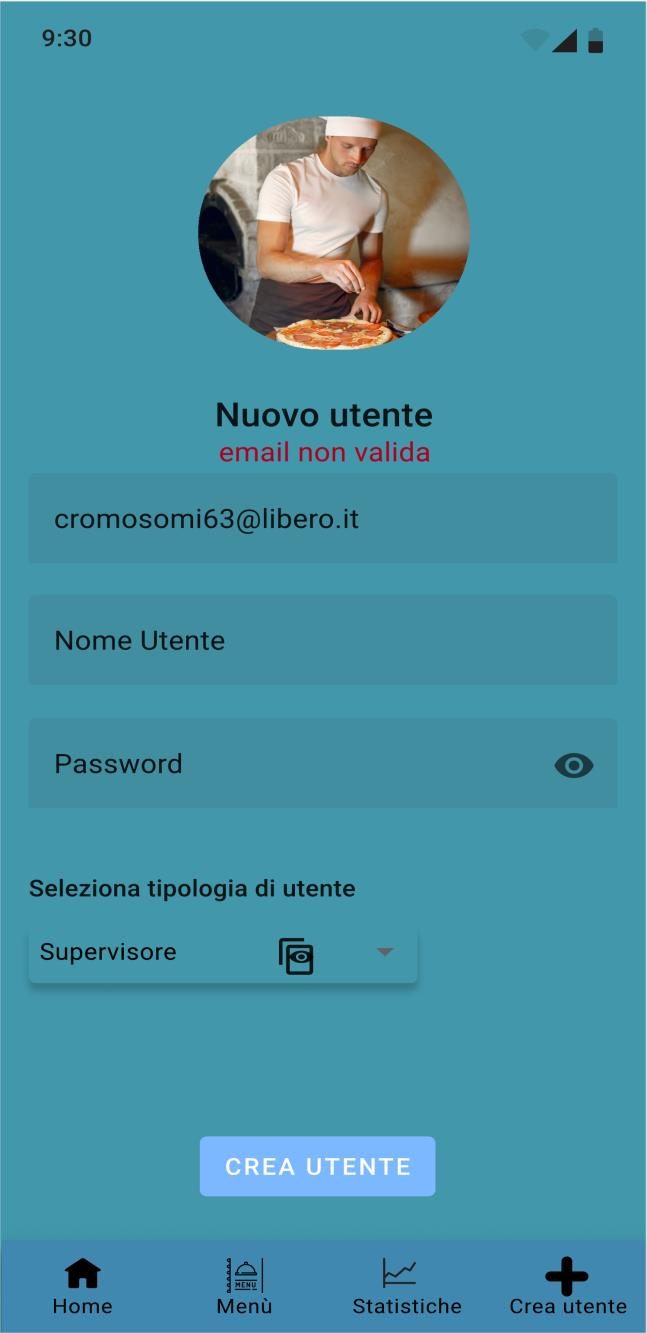 9:30
Nuovo utente
email non valida
cromosomi63@libero.it
Nome Utente
Password
Seleziona tipologia di utente
Supervisore
CREA UTENTE
MENU
Home
Menù
Statistiche
Crea utente